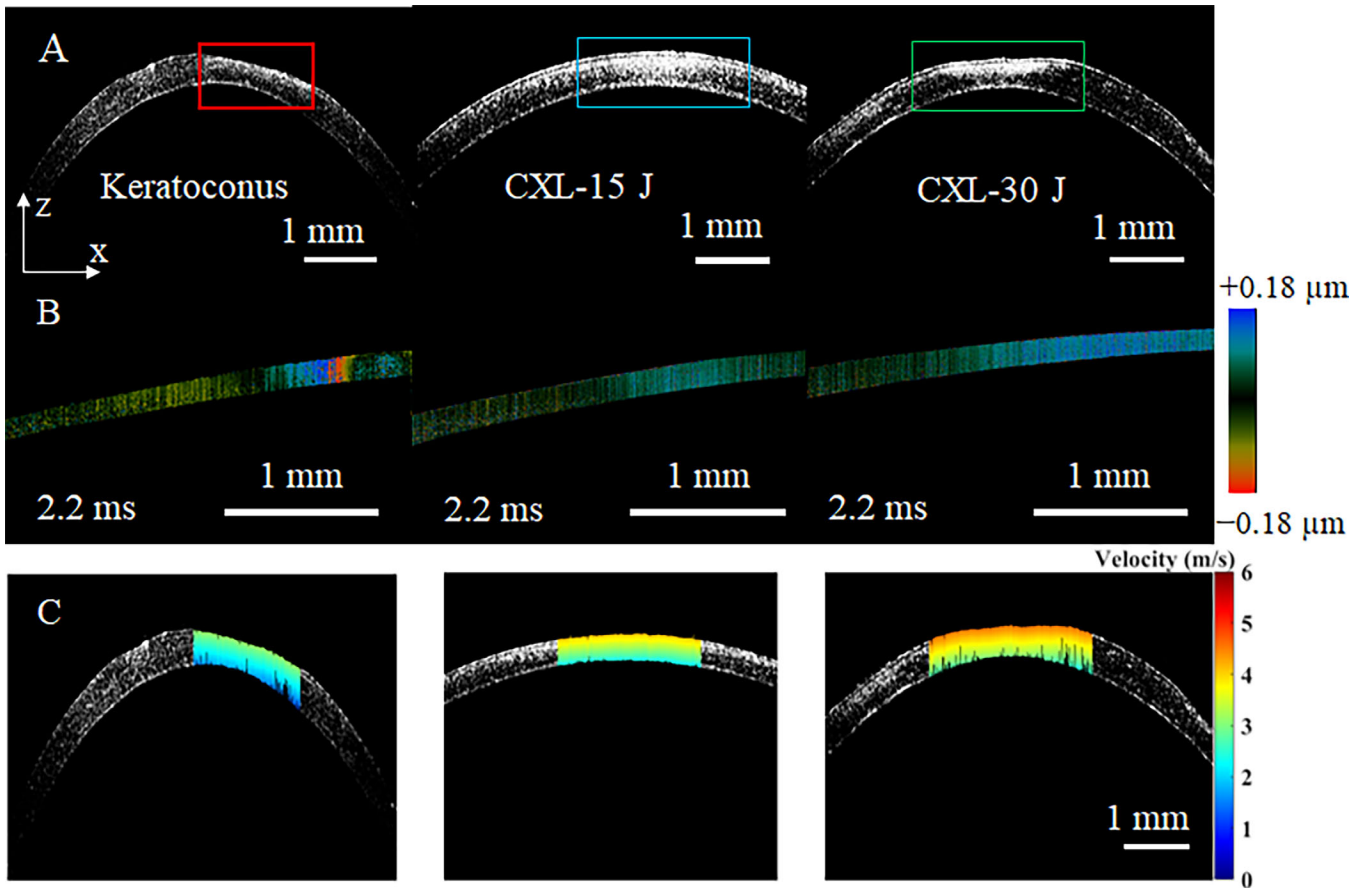 A
Keratoconus
CXL-15 J
CXL-30 J
z
x
1 mm
1 mm
1 mm
B
+0.18 µm
−0.18 µm
1 mm
1 mm
1 mm
2.2 ms
2.2 ms
2.2 ms
Velocity (m/s)
C
6
5
4
3
2
1
0
1 mm